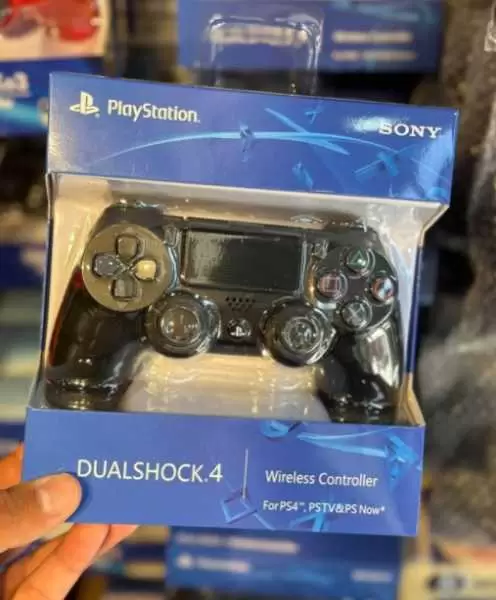 PlayStation.
SONY
DUALSHOCK.4
Wireless Controller
For PS4™, PSTV&PS Now*